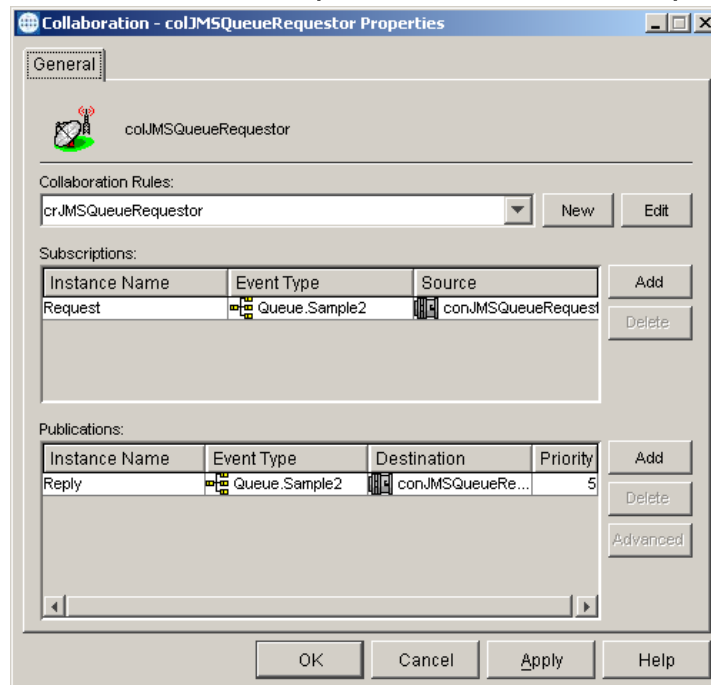 Collaboration - colJMSQueueRequestor Properties
General
colJMSQueueRequestor
Collaboration Rules:
crJMSQueueRequestor New Edit
Subscriptions:
Instance Name Event Type Source Add
Request Queue.Sample2 conJMSQueueRequest
Delete
Publications:
Instance Name Event Type Destination Priority Add
Reply Queue.Sample2 conJMSQueueRe... 5
Delete
Advanced
OK Cancel Apply Help